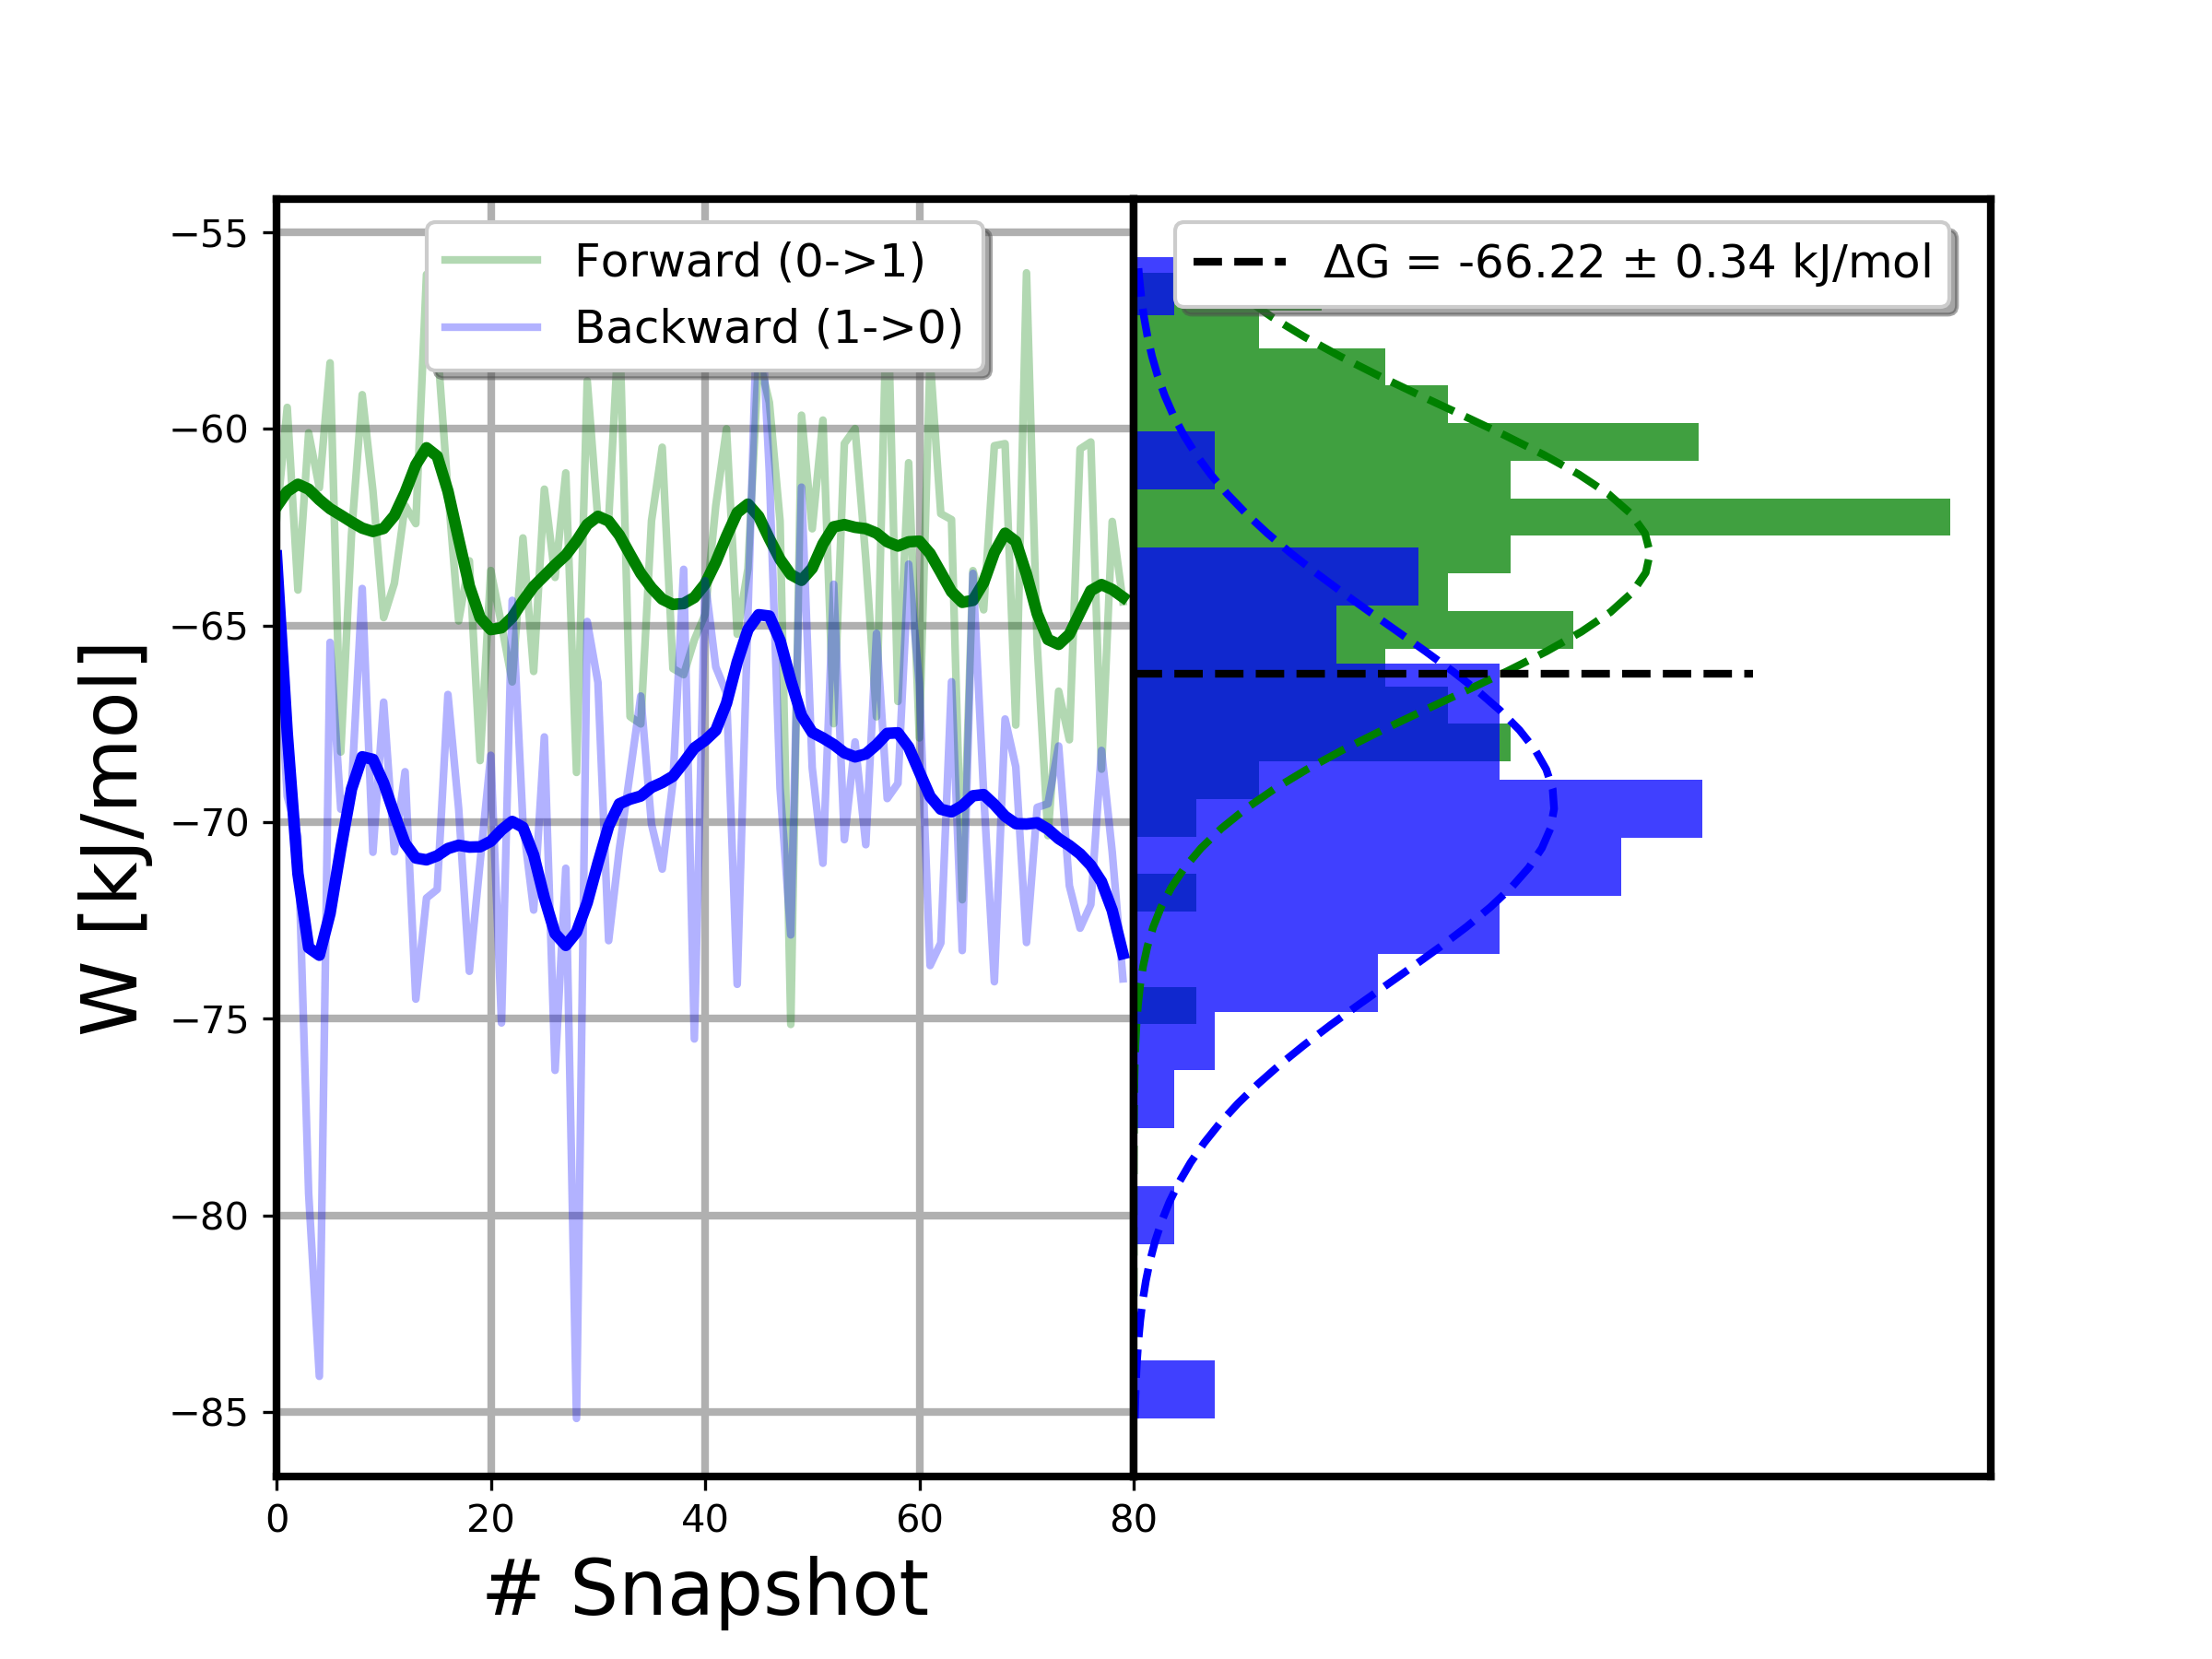 Forward (0->1)
Backward (1->0)
ΔG = -66.22 ± 0.34 kJ/mol
W [kJ/mol]
−55
−60
−65
−70
−75
−80
−85
0 20 40 60 80
# Snapshot